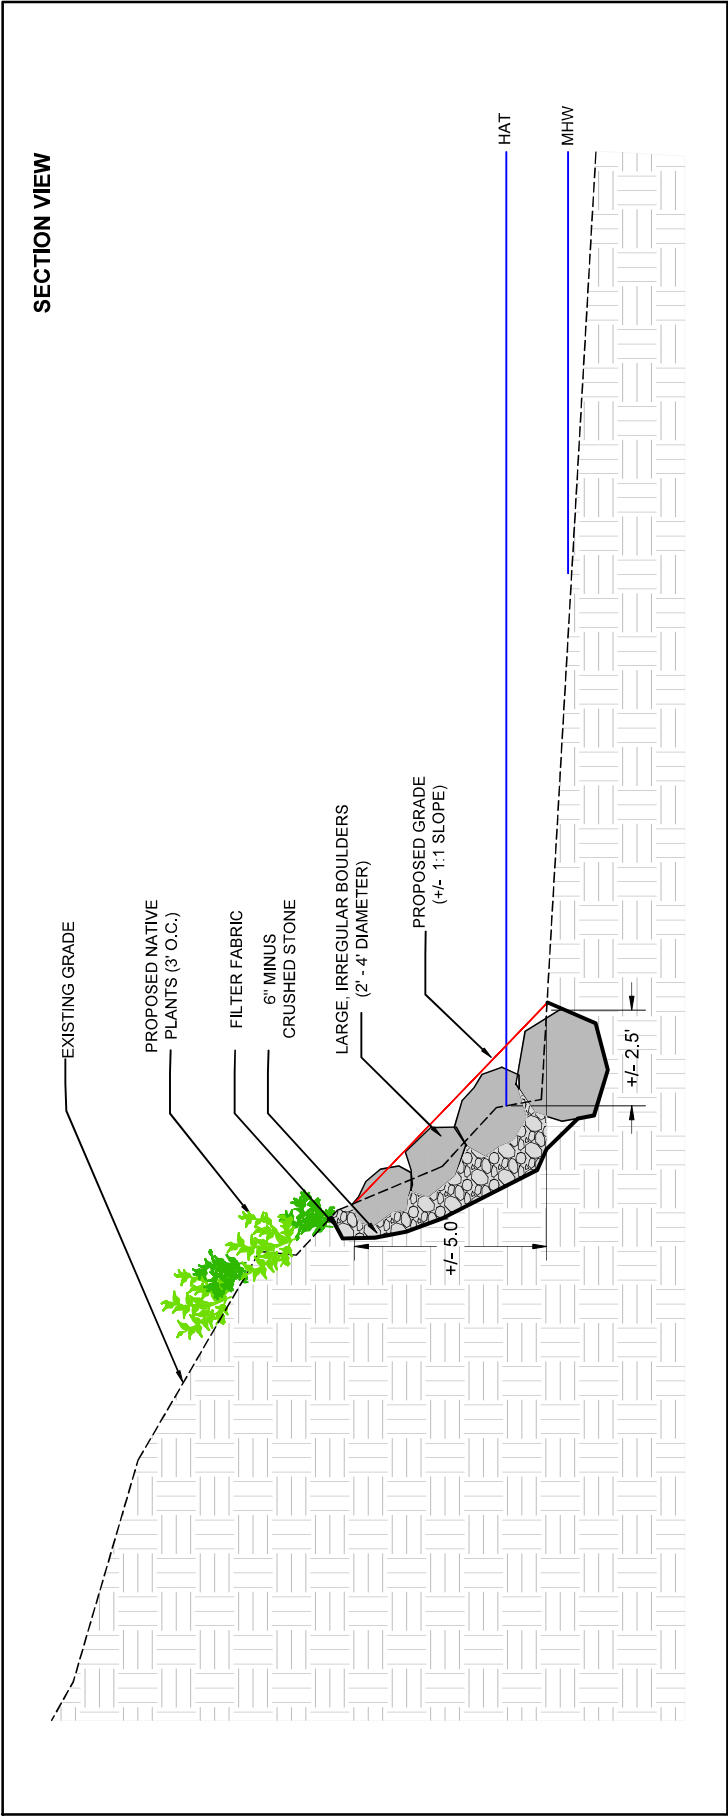 SECTION VIEW
EXISTING GRADE
PROPOSED NATIVE
PLANTS (3' O.C.)
FILTER FABRIC
6" MINUS
CRUSHED STONE
LARGE, IRREGULAR BOULDERS
(2' - 4' DIAMETER)
PROPOSED GRADE
(+/- 1:1 SLOPE)
HAT
MHW
+/- 5.0'
+/- 2.5'